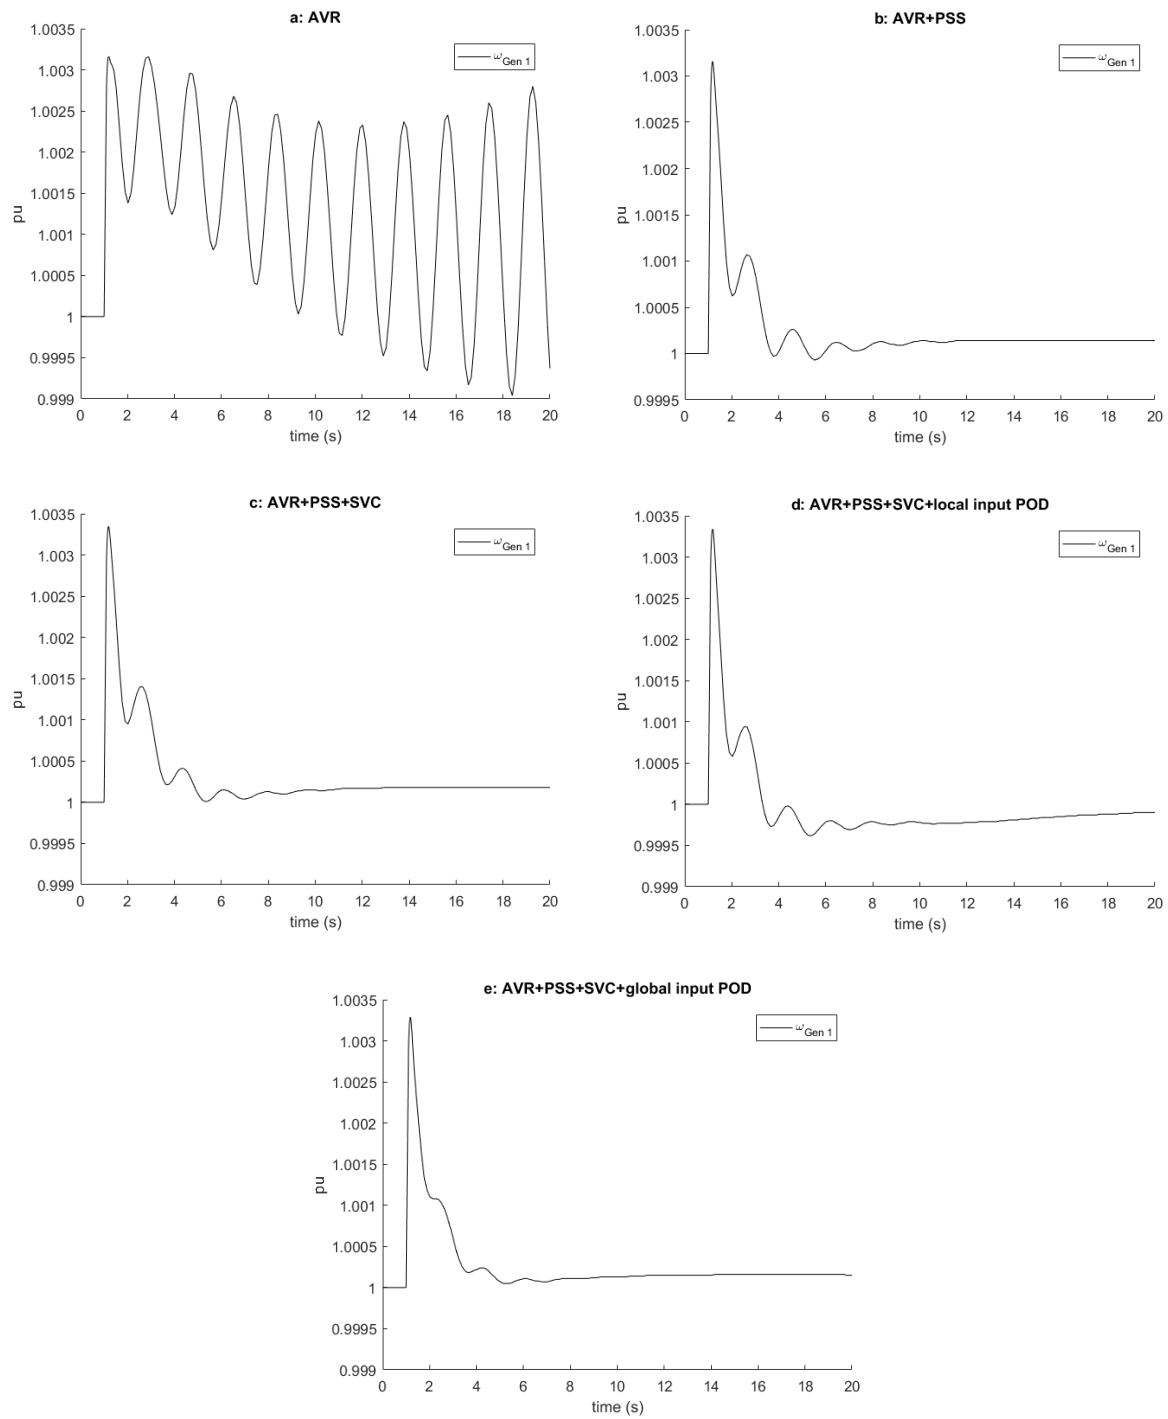 a: AVR
1.0035
1.003
1.0025
1.002
1.0015
1.001
1.0005
1
0.9995
0.999
pu
ω Gen 1
0 2 4 6 8 10 12 14 16 18 20
time (s)
b: AVR+PSS
1.0035
1.003
1.0025
1.002
1.0015
1.001
1.0005
1
0.9995
pu
ω Gen 1
0 2 4 6 8 10 12 14 16 18 20
time (s)
c: AVR+PSS+SVC
1.0035
1.003
1.0025
1.002
1.0015
1.001
1.0005
1
0.9995
0.999
pu
ω Gen 1
0 2 4 6 8 10 12 14 16 18 20
time (s)
d: AVR+PSS+SVC+local input POD
1.0035
1.003
1.0025
1.002
1.0015
1.001
1.0005
1
0.9995
0.999
pu
ω Gen 1
0 2 4 6 8 10 12 14 16 18 20
time (s)
e: AVR+PSS+SVC+global input POD
1.0035
1.003
1.0025
1.002
1.0015
1.001
1.0005
1
0.9995
0.999
pu
ω Gen 1
0 2 4 6 8 10 12 14 16 18 20
time (s)